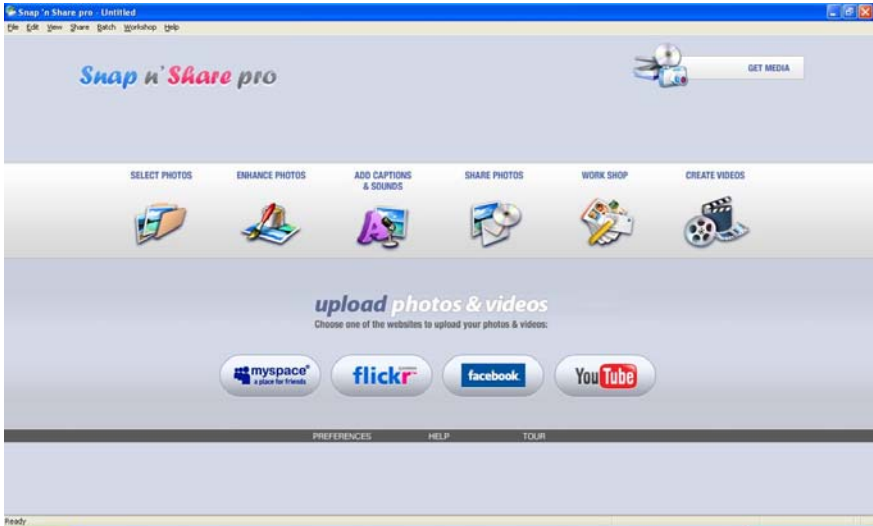 Snap 'n Share pro - Untitled
File Edit View Share Batch Workshop Help
Snap n' Share pro
GET MEDIA
SELECT PHOTOS
ENHANCE PHOTOS
ADD CAPTIONS
& SOUNDS
SHARE PHOTOS
WORK SHOP
CREATE VIDEOS
upload photos & videos
Choose one of the websites to upload your photos & videos:
myspace
a place for friends
flickr
facebook
YouTube
PREFERENCES HELP TOUR
Ready